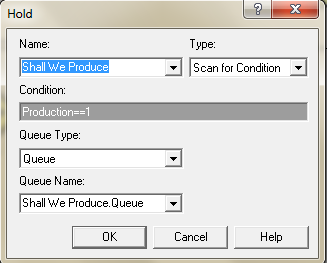 Hold
Name: Type:
Shall We Produce Scan for Condition
Condition:
Production==1
Queue Type:
Queue
Queue Name:
Shall We Produce.Queue
OK Cancel Help